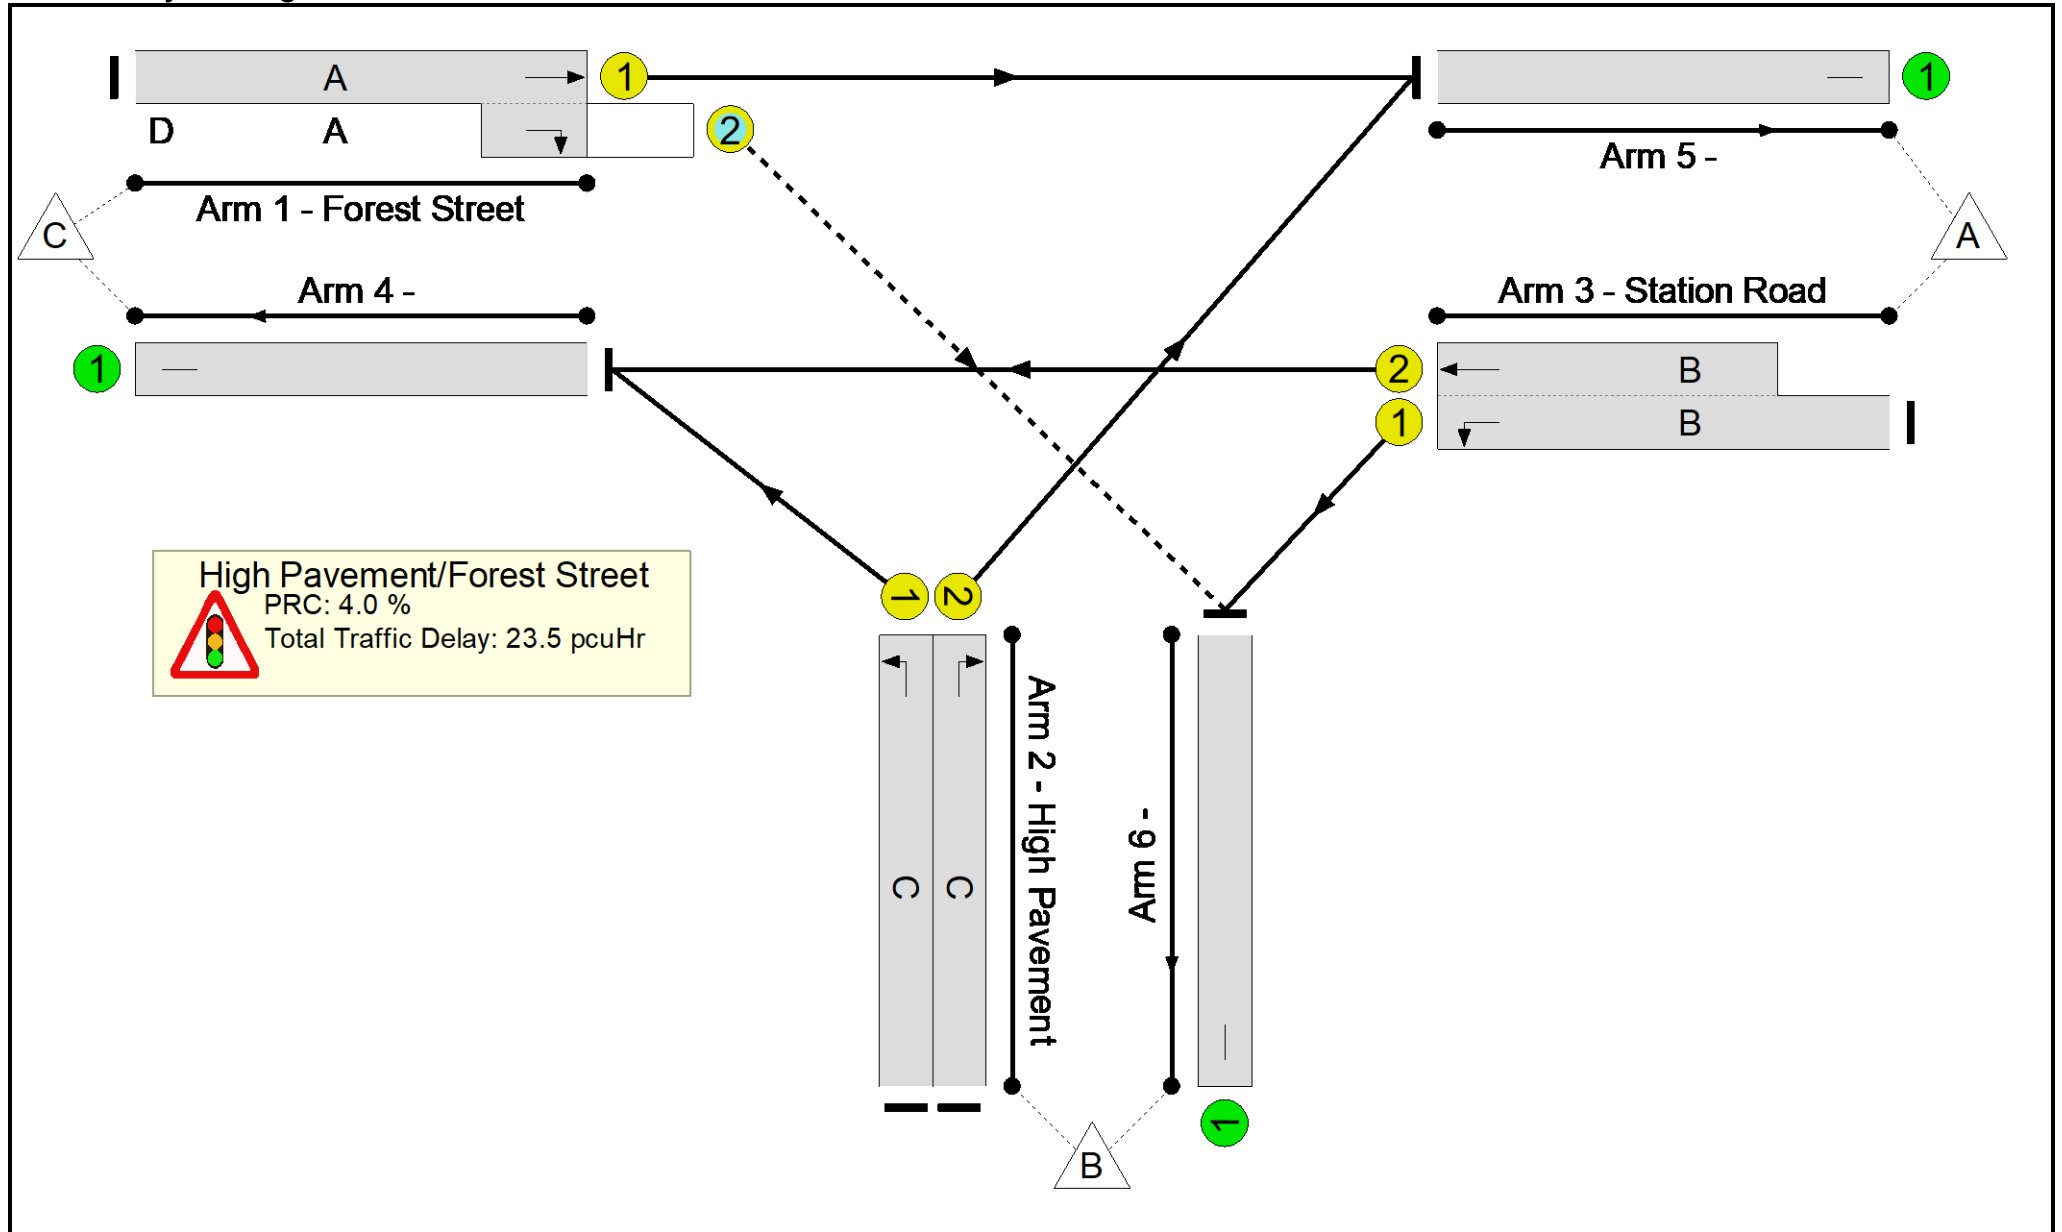 A
1
D
A
2
Arm 1 - Forest Street
C
Arm 4 -
1
1
Arm 5 -
A
Arm 3 - Station Road
2
B
1
B
High Pavement/Forest Street
PRC: 4.0 %
Total Traffic Delay: 23.5 pcuHr
1
2
C
C
Arm 2 - High Pavement
Arm 6 -
1
B